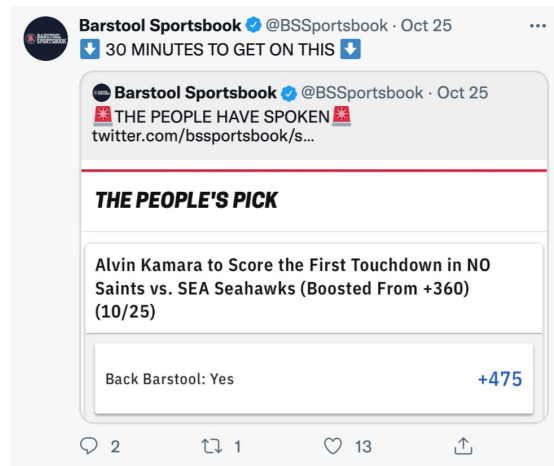 BARSTOOL
SPORTSBOOK
Barstool Sportsbook @BSSportsbook · Oct 25 ...
30 MINUTES TO GET ON THIS
Barstool Sportsbook @BSSportsbook · Oct 25
THE PEOPLE HAVE SPOKEN
twitter.com/bssportsbook/s...
THE PEOPLE'S PICK
Alvin Kamara to Score the First Touchdown in NO
Saints vs. SEA Seahawks (Boosted From +360)
(10/25)
Back Barstool: Yes +475
2 1 13